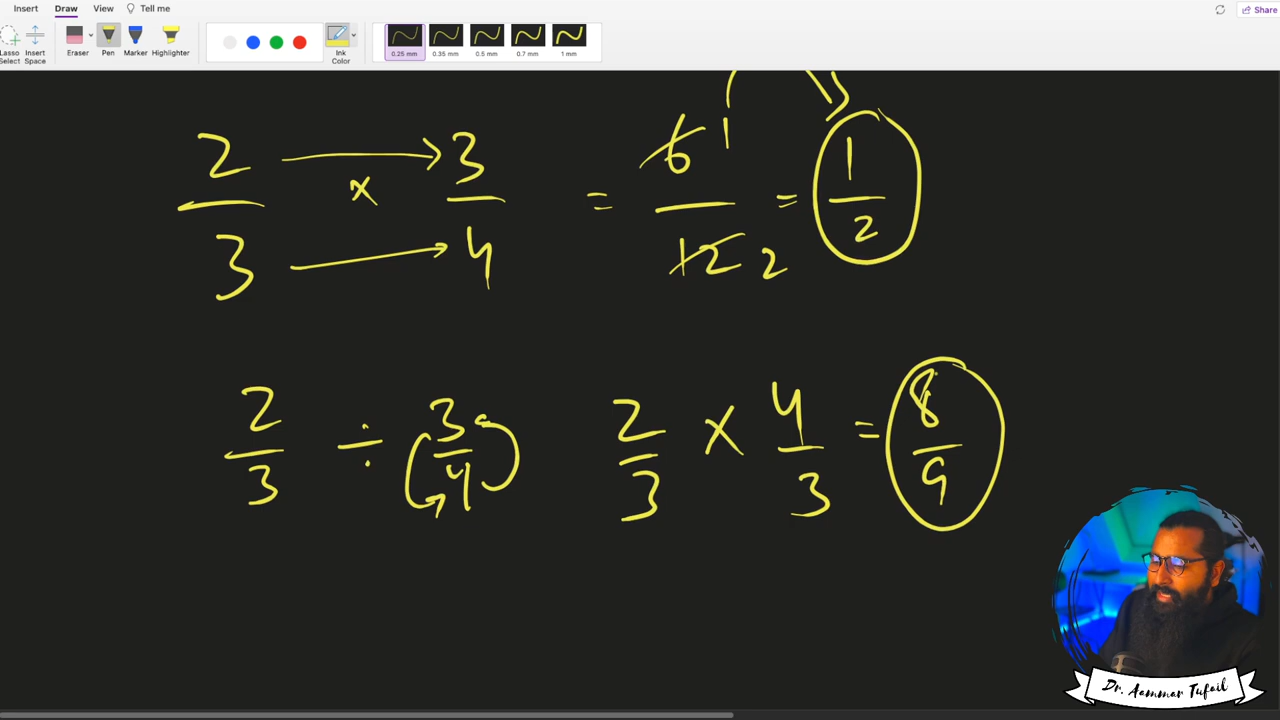 Insert Draw View Tell me Share
Lasso Select Insert Space Eraser Pen Marker Highlighter Ink Color 0.25 mm 0.35 mm 0.5 mm 0.7 mm 1 mm
2/3 × 3/4 = 6/12 1/2 = 1/2
2/3 ÷ (3/4) 2/3 × 4/3 = 8/9
Dr. Aammar Tufail